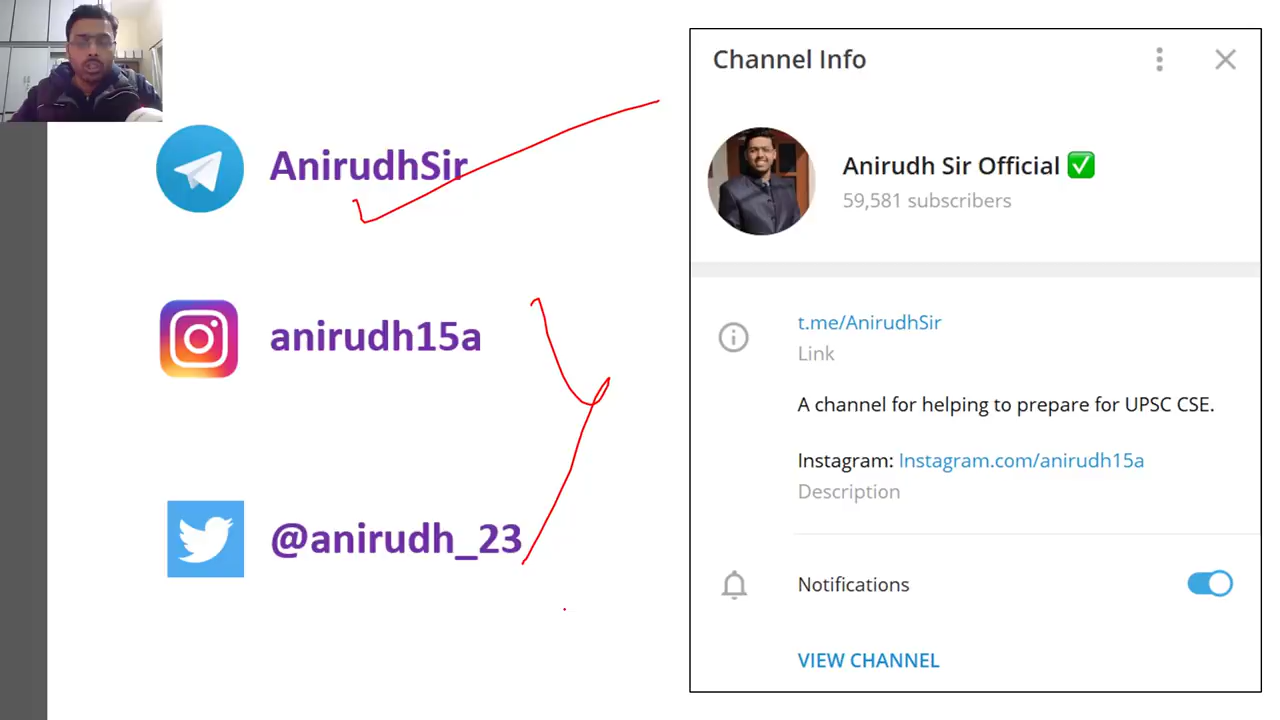 AnirudhSir
anirudh15a
@anirudh_23
Channel Info
Anirudh Sir Official ✅
59,581 subscribers
t.me/AnirudhSir
Link
A channel for helping to prepare for UPSC CSE.
Instagram: Instagram.com/anirudh15a
Description
Notifications
VIEW CHANNEL